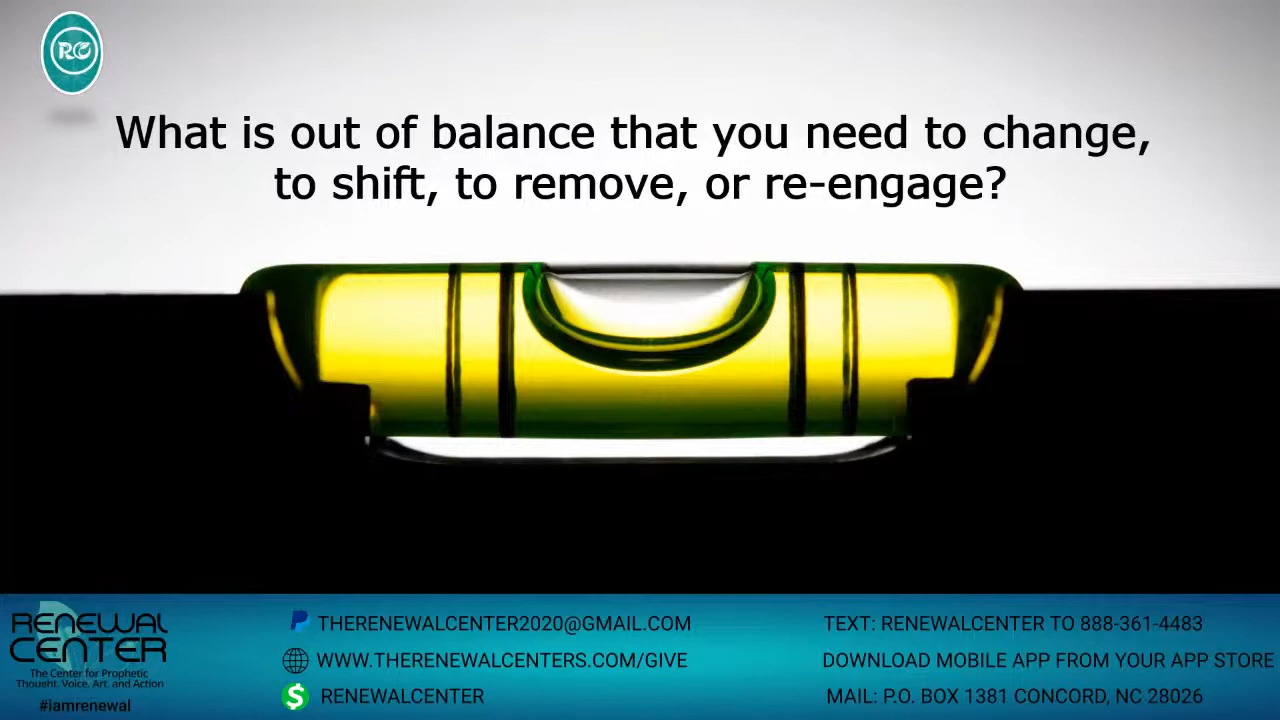 RC
What is out of balance that you need to change,
to shift, to remove, or re-engage?
RENEWAL
CENTER
The Center for Prophetic
Thought, Voice, Art, and Action
#iamrenewal
THERENEWALCENTER2020@GMAIL.COM
WWW.THERENEWALCENTERS.COM/GIVE
RENEWALCENTER
TEXT: RENEWALCENTER TO 888-361-4483
DOWNLOAD MOBILE APP FROM YOUR APP STORE
MAIL: P.O. BOX 1381 CONCORD, NC 28026